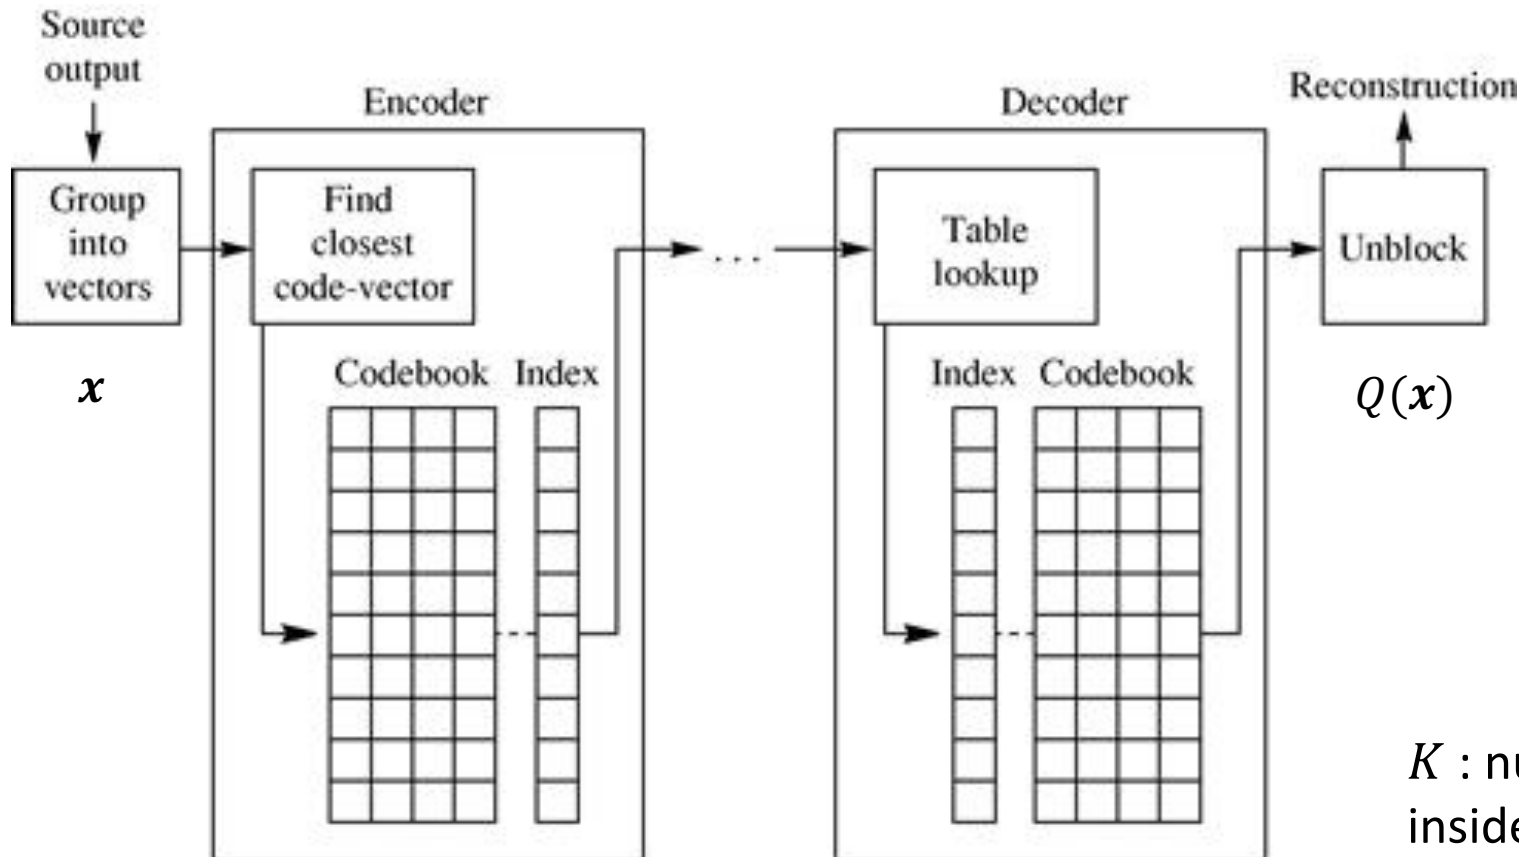 Source
output
Encoder
Decoder
Reconstruction
Group
into
vectors
Find
closest
code-vector
. . .
Table
lookup
Unblock
x
Codebook Index
Index Codebook
Q(x)
K :
inside